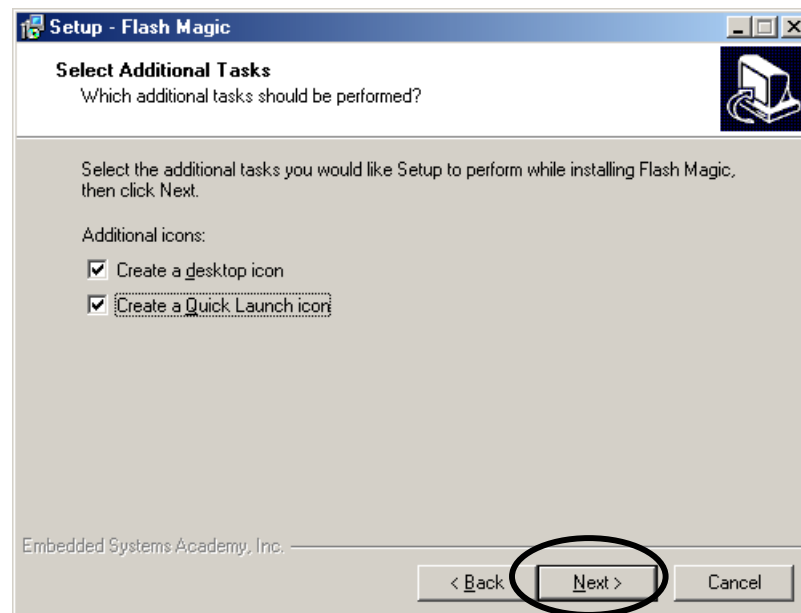 Setup - Flash Magic
Select Additional Tasks
Which additional tasks should be performed?
Select the additional tasks you would like Setup to perform while installing Flash Magic,
then click Next.
Additional icons:
Create a desktop icon
Create a Quick Launch icon
Embedded Systems Academy, Inc.
< Back
Next >
Cancel